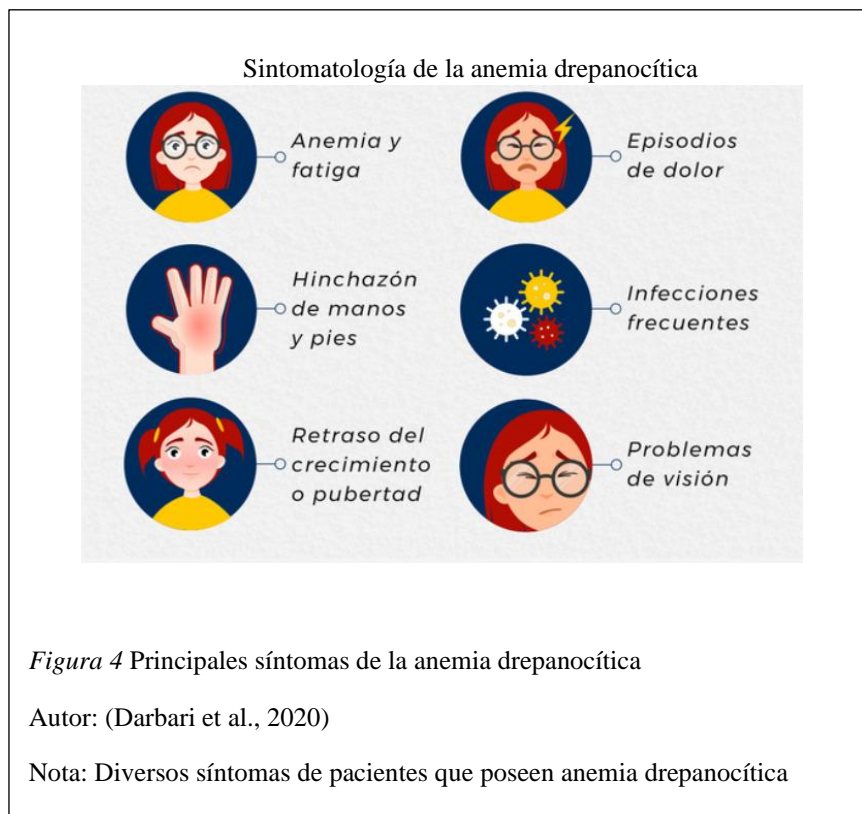 Sintomatología de la anemia drepanocítica
Anemia y
fatiga
Episodios
de dolor
Hinchazón
de manos
y pies
Infecciones
frecuentes
Retraso del
crecimiento
o pubertad
Problemas
de visión
Figura 4 Principales síntomas de la anemia drepanocítica
Autor: (Darbari et al., 2020)
Nota: Diversos síntomas de pacientes que poseen anemia drepanocítica